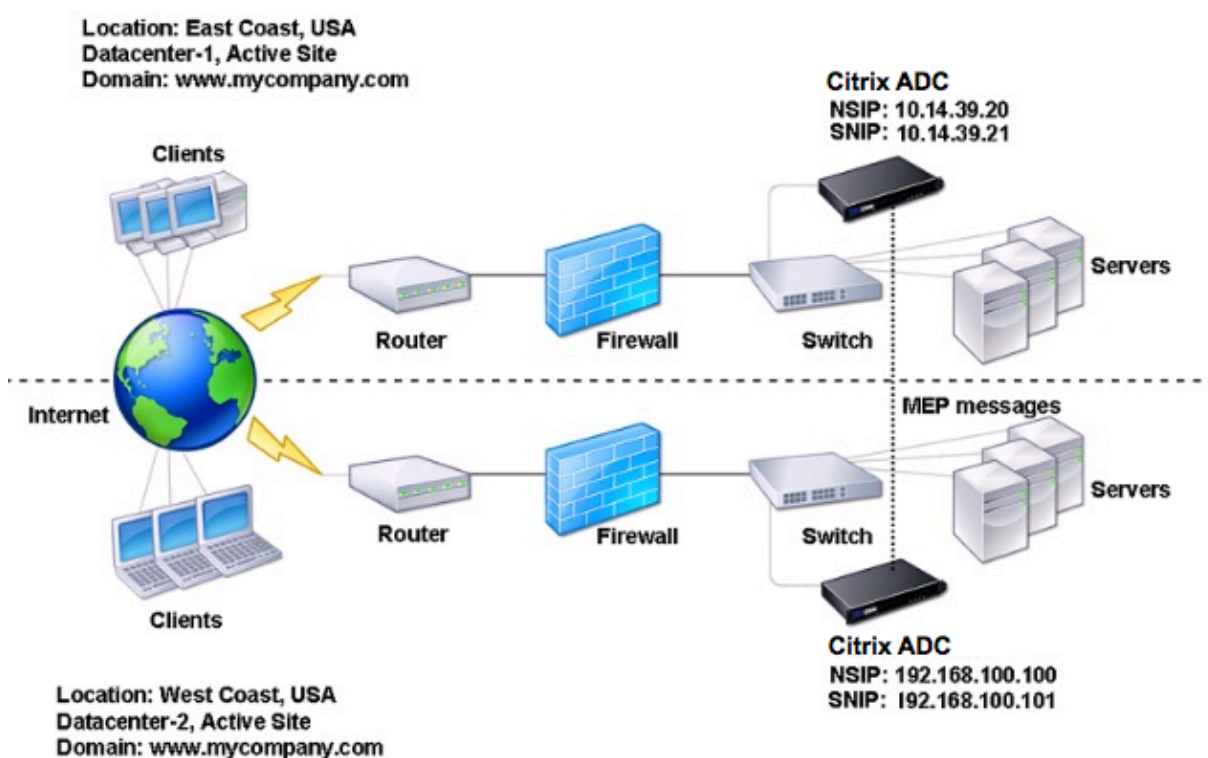 Location: East Coast, USA
Datacenter-1, Active Site
Domain: www.mycompany.com
Citrix ADC
NSIP: 10.14.39.20
SNIP: 10.14.39.21
Clients
Servers
Router
Firewall
Switch
Internet
MEP messages
Servers
Router
Firewall
Switch
Clients
Citrix ADC
NSIP: 192.168.100.100
SNIP: 192.168.100.101
Location: West Coast, USA
Datacenter-2, Active Site
Domain: www.mycompany.com